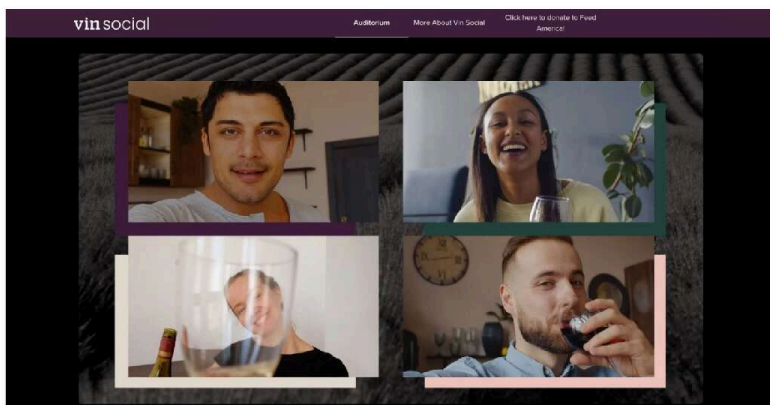 vin social
Auditorium
More About Vin Social
Click here to donate to Feed
America!